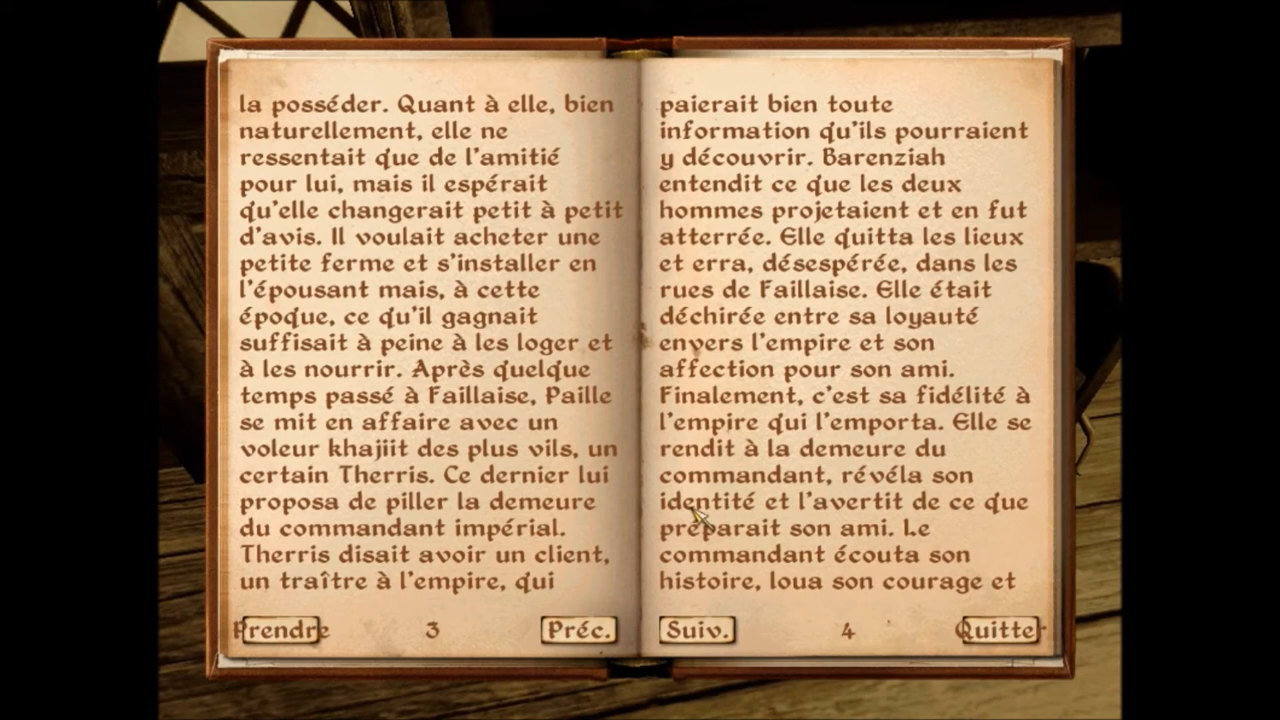 la posséder. Quant à elle, bien
naturellement, elle ne
ressentait que de l'amitié
pour lui, mais il espérait
qu'elle changerait petit à petit
d'avis. Il voulait acheter une
petite ferme et s'installer en
l'épousant mais, à cette
époque, ce qu'il gagnait
suffisait à peine à les loger et
à les nourrir. Après quelque
temps passé à Faillaise, Paille
se mit en affaire avec un
voleur khajiit des plus vils, un
certain Therris. Ce dernier lui
proposa de piller la demeure
du commandant impérial.
Therris disait avoir un client,
un traître à l'empire, qui
Prendre
3
Préc.
paierait bien toute
information qu'ils pourraient
y découvrir. Barenziah
entendit ce que les deux
hommes projetaient et en fut
atterrée. Elle quitta les lieux
et erra, désespérée, dans les
rues de Faillaise. Elle était
déchirée entre sa loyauté
envers l'empire et son
affection pour son ami.
Finalement, c'est sa fidélité à
l'empire qui l'emporta. Elle se
rendit à la demeure du
commandant, révéla son
identité et l'avertit de ce que
préparait son ami. Le
commandant écouta son
histoire, loua son courage et
Suiv.
4
Quitter